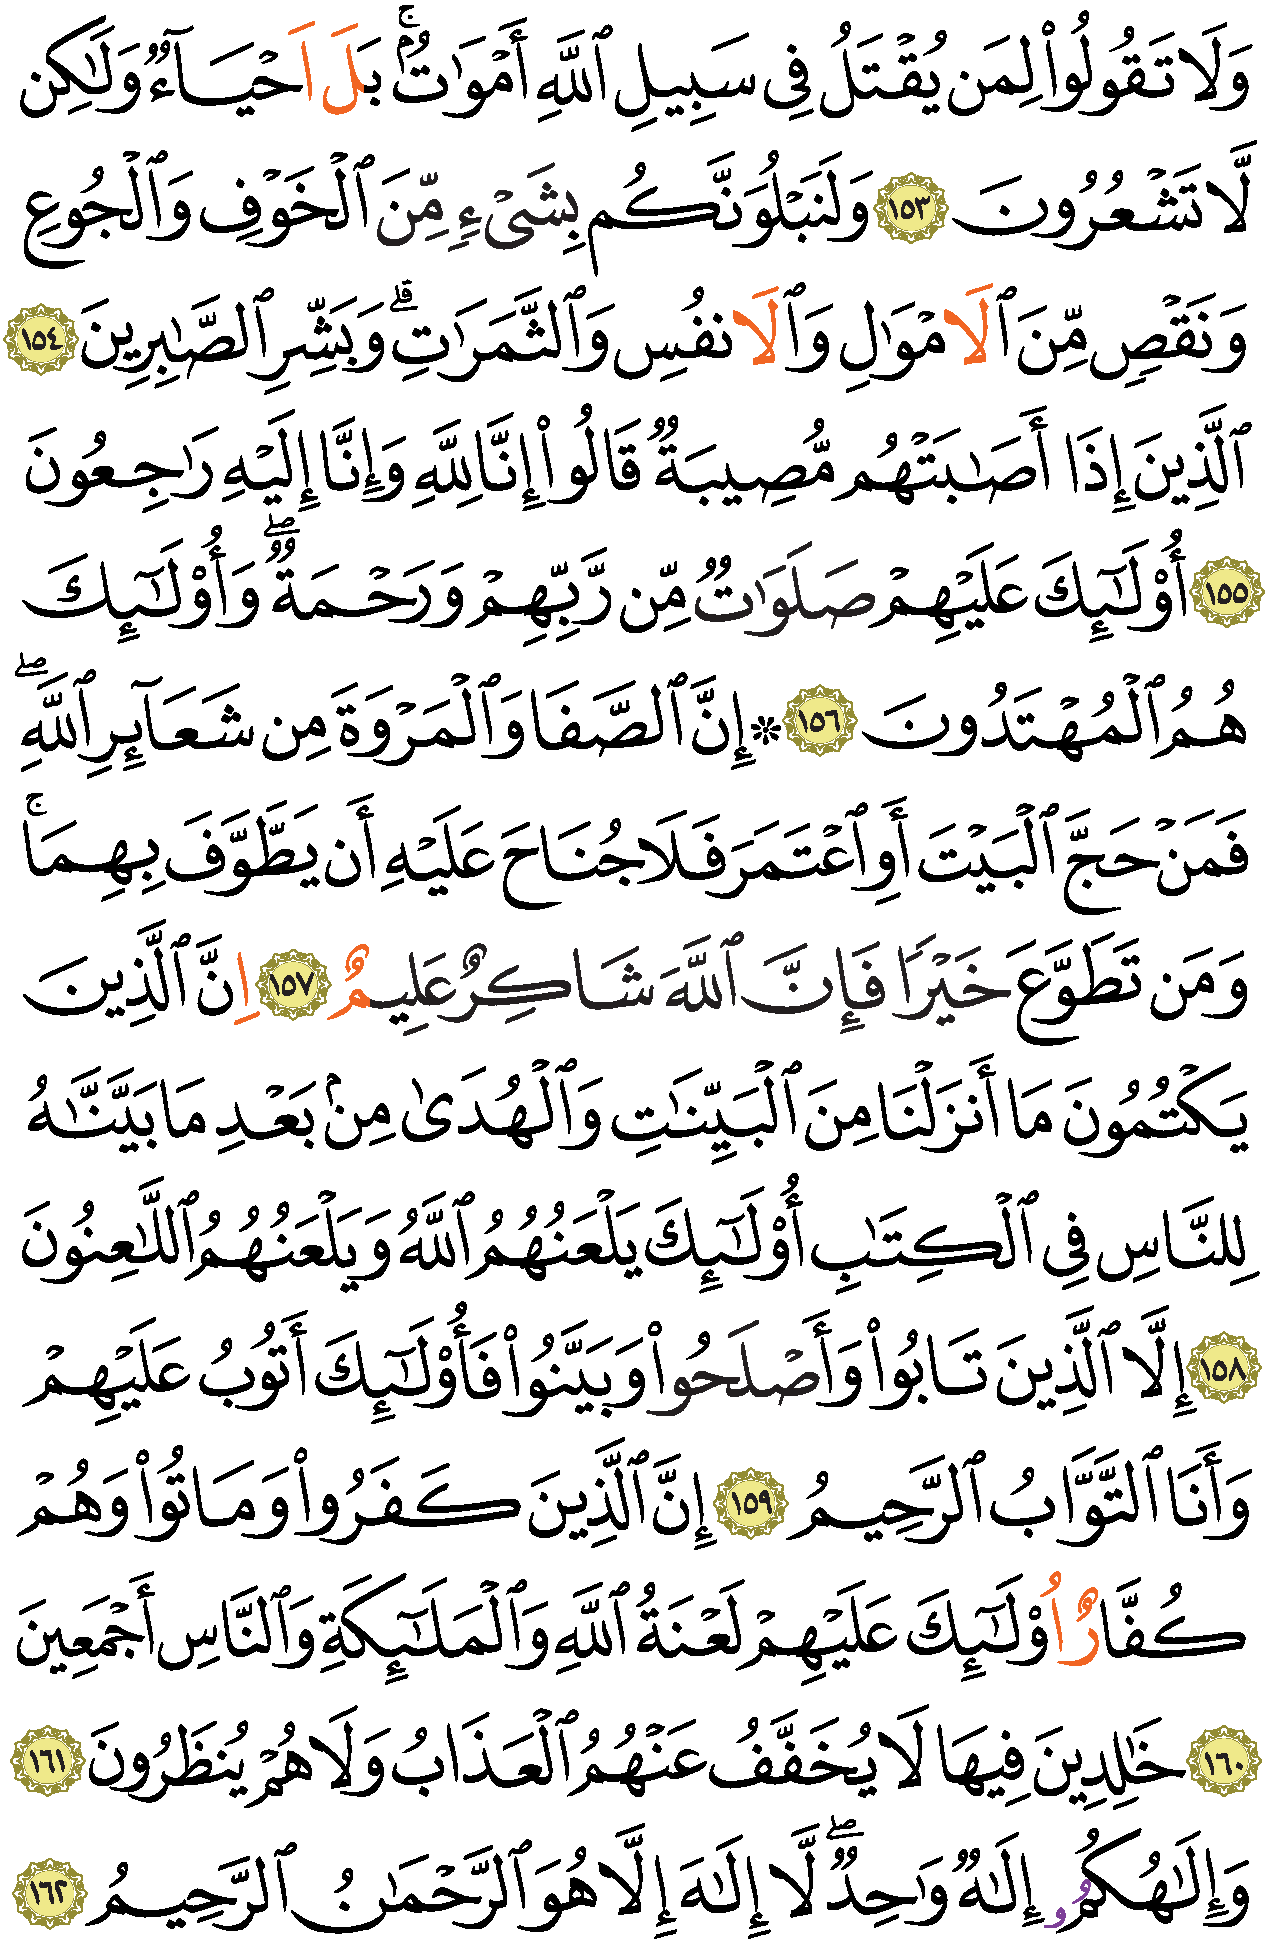 وَلَا تَقُولُواْ لِمَن يُقْتَلُ فِي سَبِيلِ ٱللَّهِ أَمْوَٰتُۢۚ بَلَ اَحْيَآءٌ وَلَٰكِن
لَّا تَشْعُرُونَ ١٥٣ وَلَنَبْلُوَنَّكُم بِشَيْءٍ مِّنَ ٱلْخَوْفِ وَٱلْجُوعِ
وَنَقْصٍ مِّنَ ٱلَامْوَٰلِ وَٱلَانفُسِ وَٱلثَّمَرَٰتِۗ وَبَشِّرِ ٱلصَّٰبِرِينَ ١٥٤
ٱلَّذِينَ إِذَا أَصَٰبَتْهُم مُّصِيبَةٌ قَالُواْ إِنَّا لِلَّهِ وَإِنَّا إِلَيْهِ رَٰجِعُونَ
١٥٥ أُوْلَٰٓئِكَ عَلَيْهِمْ صَلَوَٰتٌ مِّن رَّبِّهِمْ وَرَحْمَةٌۖ وَأُوْلَٰٓئِكَ
هُمُ ٱلْمُهْتَدُونَ ١٥٦ ۞ إِنَّ ٱلصَّفَا وَٱلْمَرْوَةَ مِن شَعَآئِرِ ٱللَّهِۖ
فَمَنْ حَجَّ ٱلْبَيْتَ أَوِ ٱعْتَمَرَ فَلَا جُنَاحَ عَلَيْهِ أَن يَطَّوَّفَ بِهِمَاۚ
وَمَن تَطَوَّعَ خَيْرًا فَإِنَّ ٱللَّهَ شَاكِرٌ عَلِيمٌ ١٥٧ اِنَّ ٱلَّذِينَ
يَكْتُمُونَ مَا أَنزَلْنَا مِنَ ٱلْبَيِّنَٰتِ وَٱلْهُدَىٰ مِنۢ بَعْدِ مَا بَيَّنَّٰهُ
لِلنَّاسِ فِي ٱلْكِتَٰبِ أُوْلَٰٓئِكَ يَلْعَنُهُمُ ٱللَّهُ وَيَلْعَنُهُمُ ٱللَّٰعِنُونَ
١٥٨ إِلَّا ٱلَّذِينَ تَابُواْ وَأَصْلَحُواْ وَبَيَّنُواْ فَأُوْلَٰٓئِكَ أَتُوبُ عَلَيْهِمْ
وَأَنَا ٱلتَّوَّابُ ٱلرَّحِيمُ ١٥٩ إِنَّ ٱلَّذِينَ كَفَرُواْ وَمَاتُواْ وَهُمْ
كُفَّارٌ اُوْلَٰٓئِكَ عَلَيْهِمْ لَعْنَةُ ٱللَّهِ وَٱلْمَلَٰٓئِكَةِ وَٱلنَّاسِ أَجْمَعِينَ
١٦٠ خَٰلِدِينَ فِيهَا لَا يُخَفَّفُ عَنْهُمُ ٱلْعَذَابُ وَلَا هُمْ يُنظَرُونَ ١٦١
وَإِلَٰهُكُمُۥ إِلَٰهٌ وَٰحِدٌۖ لَّا إِلَٰهَ إِلَّا هُوَ ٱلرَّحْمَٰنُ ٱلرَّحِيمُ ١٦٢